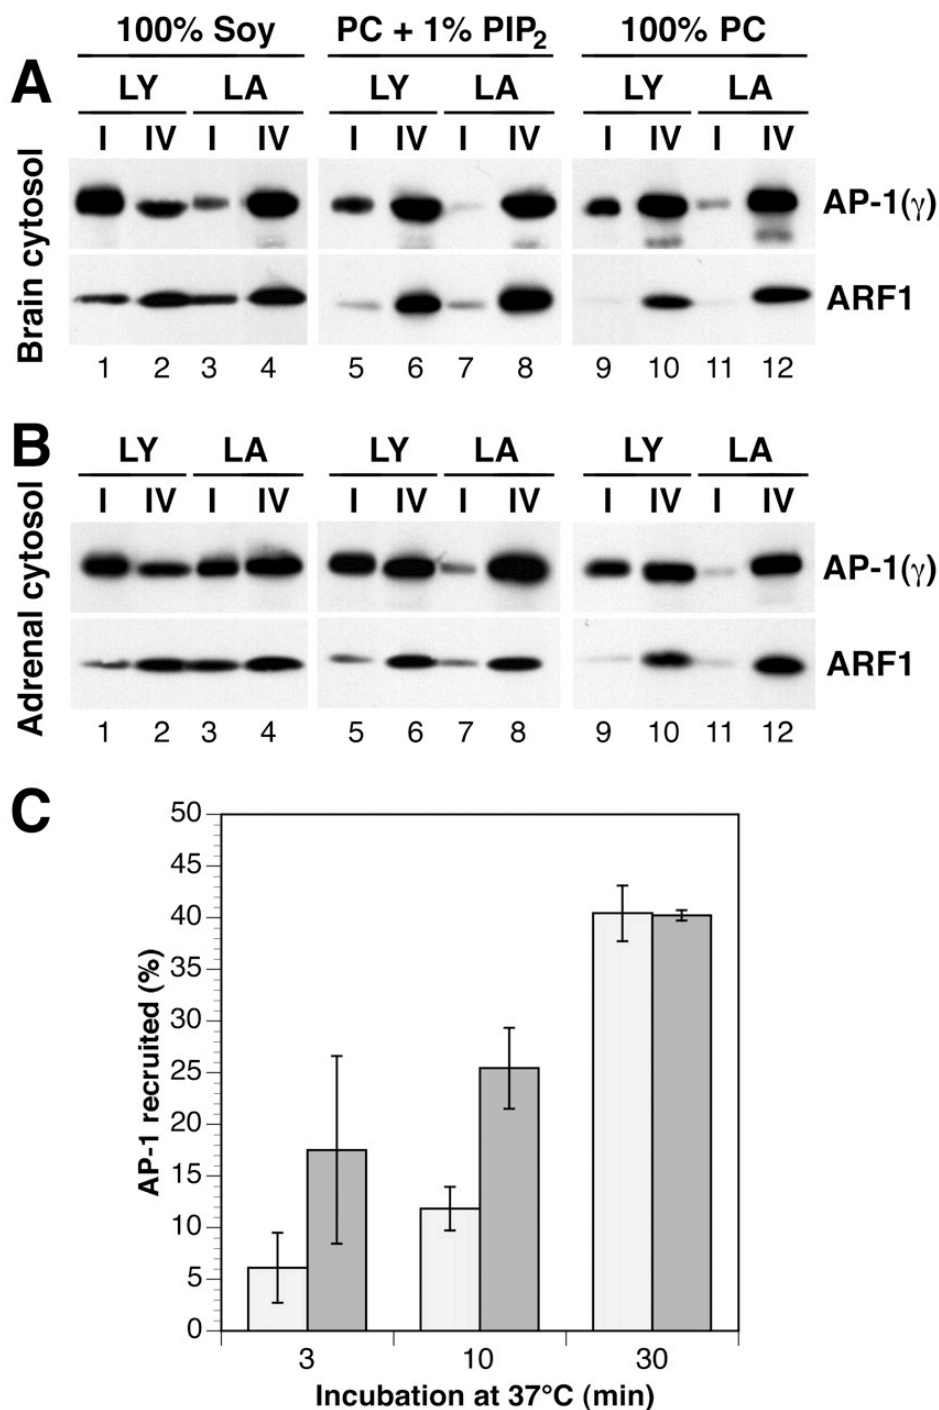 100% Soy PC + 1% PIP₂ 100% PC
A
LY LA LY LA LY LA
I IV I IV I IV I IV I IV I IV
Brain cytosol
AP-1(γ)
ARF1
1 2 3 4 5 6 7 8 9 10 11 12
B
LY LA LY LA LY LA
I IV I IV I IV I IV I IV I IV
Adrenal cytosol
AP-1(γ)
ARF1
1 2 3 4 5 6 7 8 9 10 11 12
C
AP-1 recruited (%)
50
45
40
35
30
25
20
15
10
5
0
3 10 30
Incubation at 37°C (min)